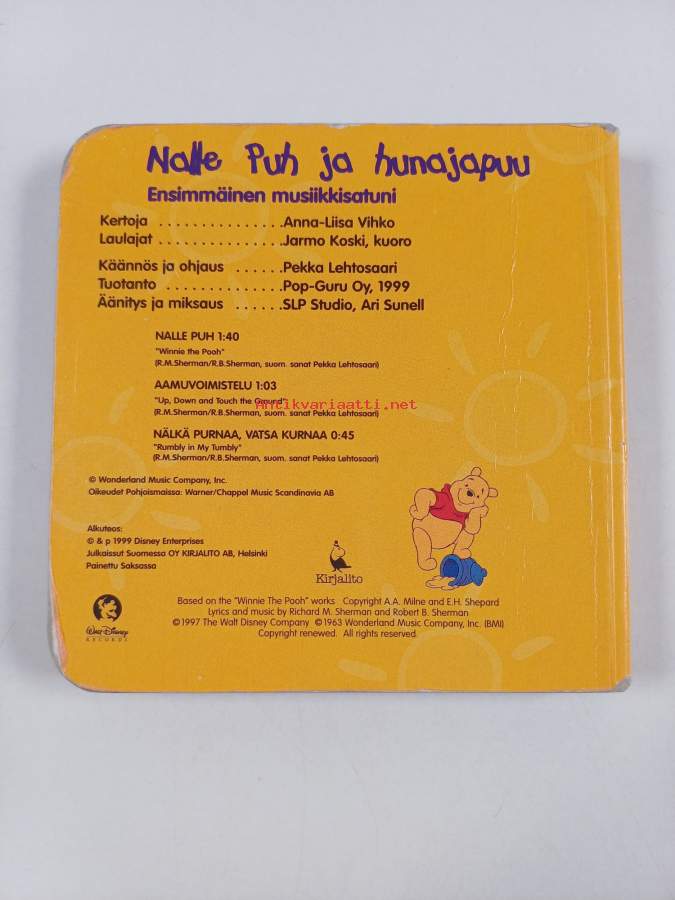 Nalle Puh ja hunajapuu
Ensimmäinen musiikkisatuni
Kertoja ...............Anna-Liisa Vihko
Laulajat ...............Jarmo Koski, kuoro
Käännös ja ohjaus ......Pekka Lehtosaari
Tuotanto ..............Pop-Guru Oy, 1999
Äänitys ja miksaus ......SLP Studio, Ari Sunell
NALLE PUH 1:40
"Winnie the Pooh"
(R.M.Sherman/R.B.Sherman, suom. sanat Pekka Lehtosaari)
AAMUVOIMISTELU 1:03
"Up, Down and Touch the Ground"
Antikvariaatti.net
(R.M.Sherman/R.B.Sherman, suom. sanat Pekka Lehtosaari)
NÄLKÄ PURNAA, VATSA KURNAA 0:45
"Rumbly in My Tumbly"
(R.M.Sherman/R.B.Sherman, suom. sanat Pekka Lehtosaari)
© Wonderland Music Company, Inc.
Oikeudet Pohjoismaissa: Warner/Chappel Music Scandinavia AB
Alkuteos:
© & p 1999 Disney Enterprises
Julkaissut Suomessa OY KIRJALITO AB, Helsinki
Painettu Saksassa
Kirjalito
Walt Disney
RECORDS
Based on the "Winnie The Pooh" works Copyright A.A. Milne and E.H. Shepard
Lyrics and music by Richard M. Sherman and Robert B. Sherman
©1997 The Walt Disney Company ©1963 Wonderland Music Company, Inc. (BMI)
Copyright renewed. All rights reserved.